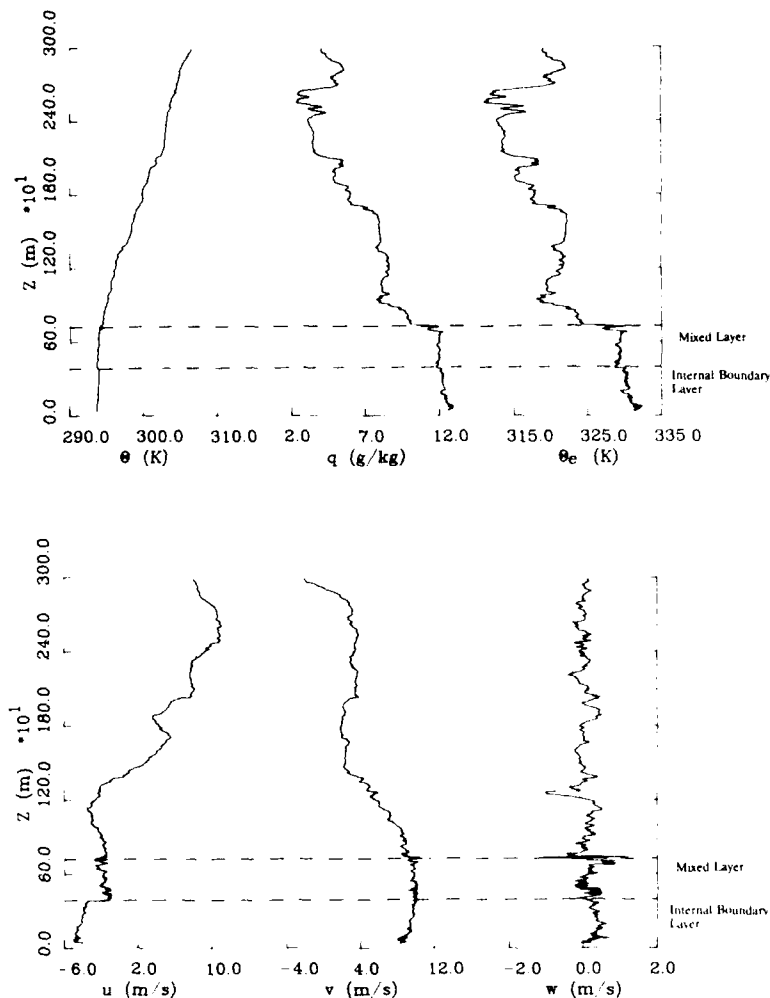 300.0
240.0
180.0
120.0
60.0
0.0
Z (m) *10¹
Mixed Layer
Internal Boundary
Layer
290.0 300.0 310.0 2.0 7.0 12.0 315.0 325.0 335.0
Θ (K) q (g/kg) Θe (K)
300.0
240.0
180.0
120.0
60.0
0.0
Z (m) *10¹
Mixed Layer
Internal Boundary
Layer
-6.0 2.0 10.0 -4.0 4.0 12.0 -2.0 0.0 2.0
u (m/s) v (m/s) w (m/s)